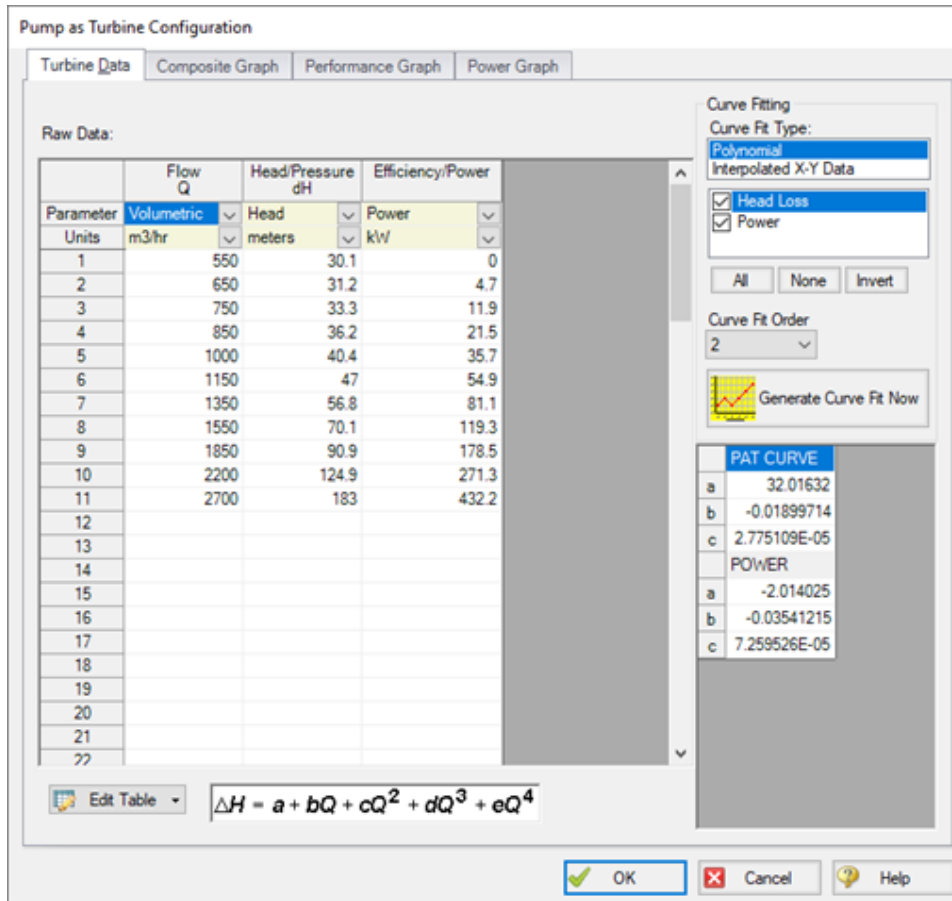 Pump as Turbine Configuration
Turbine Data Composite Graph Performance Graph Power Graph
Raw Data:
Flow Head/Pressure Efficiency/Power
Q dH
Parameter Volumetric Head Power
Units m3/hr meters kW
1 550 30.1 0
2 650 31.2 4.7
3 750 33.3 11.9
4 850 36.2 21.5
5 1000 40.4 35.7
6 1150 47 54.9
7 1350 56.8 81.1
8 1550 70.1 119.3
9 1850 90.9 178.5
10 2200 124.9 271.3
11 2700 183 432.2
12
13
14
15
16
17
18
19
20
21
22
Edit Table
ΔH = a + bQ + cQ² + dQ³ + eQ⁴
Curve Fitting
Curve Fit Type:
Polynomial
Interpolated X-Y Data
Head Loss
Power
All None Invert
Curve Fit Order
2
Generate Curve Fit Now
PAT CURVE
a 32.01632
b -0.01899714
c 2.775109E-05
POWER
a -2.014025
b -0.03541215
c 7.259526E-05
OK Cancel Help